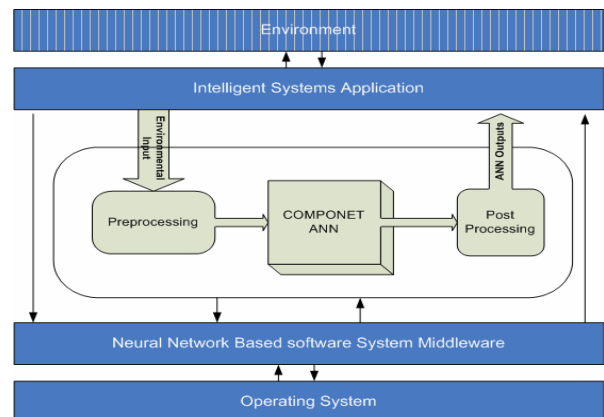 Environment
Intelligent Systems Application
Environmental
Input
ANN Outputs
Preprocessing
COMPONET
ANN
Post
Processing
Neural Network Based software System Middleware
Operating System